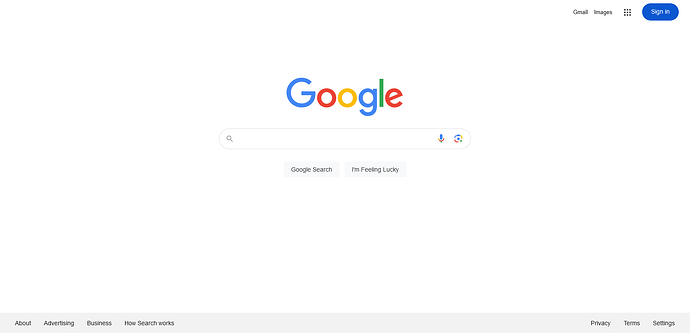 Gmail Images Sign in
Google
Google Search I'm Feeling Lucky
About Advertising Business How Search works Privacy Terms Settings